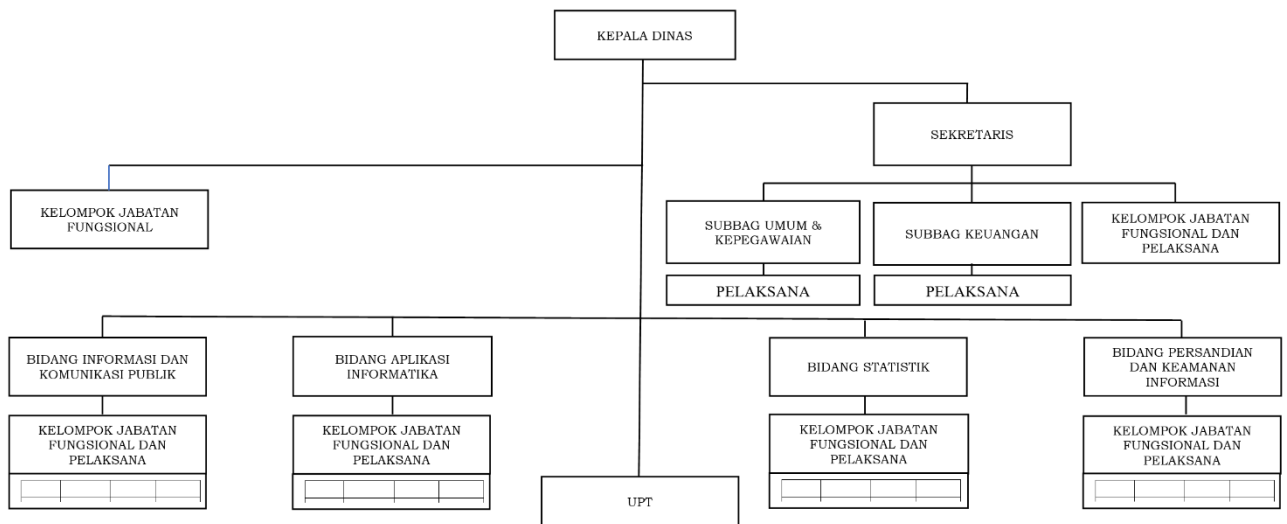 KEPALA DINAS
SEKRETARIS
KELOMPOK JABATAN
FUNGSIONAL
SUBBAG UMUM &
KEPEGAWAIAN
SUBBAG KEUANGAN
KELOMPOK JABATAN
FUNGSIONAL DAN
PELAKSANA
PELAKSANA
PELAKSANA
BIDANG INFORMASI DAN
KOMUNIKASI PUBLIK
BIDANG APLIKASI
INFORMATIKA
BIDANG STATISTIK
BIDANG PERSANDIAN
DAN KEAMANAN
INFORMASI
KELOMPOK JABATAN
FUNGSIONAL DAN
PELAKSANA
KELOMPOK JABATAN
FUNGSIONAL DAN
PELAKSANA
KELOMPOK JABATAN
FUNGSIONAL DAN
PELAKSANA
KELOMPOK JABATAN
FUNGSIONAL DAN
PELAKSANA
UPT